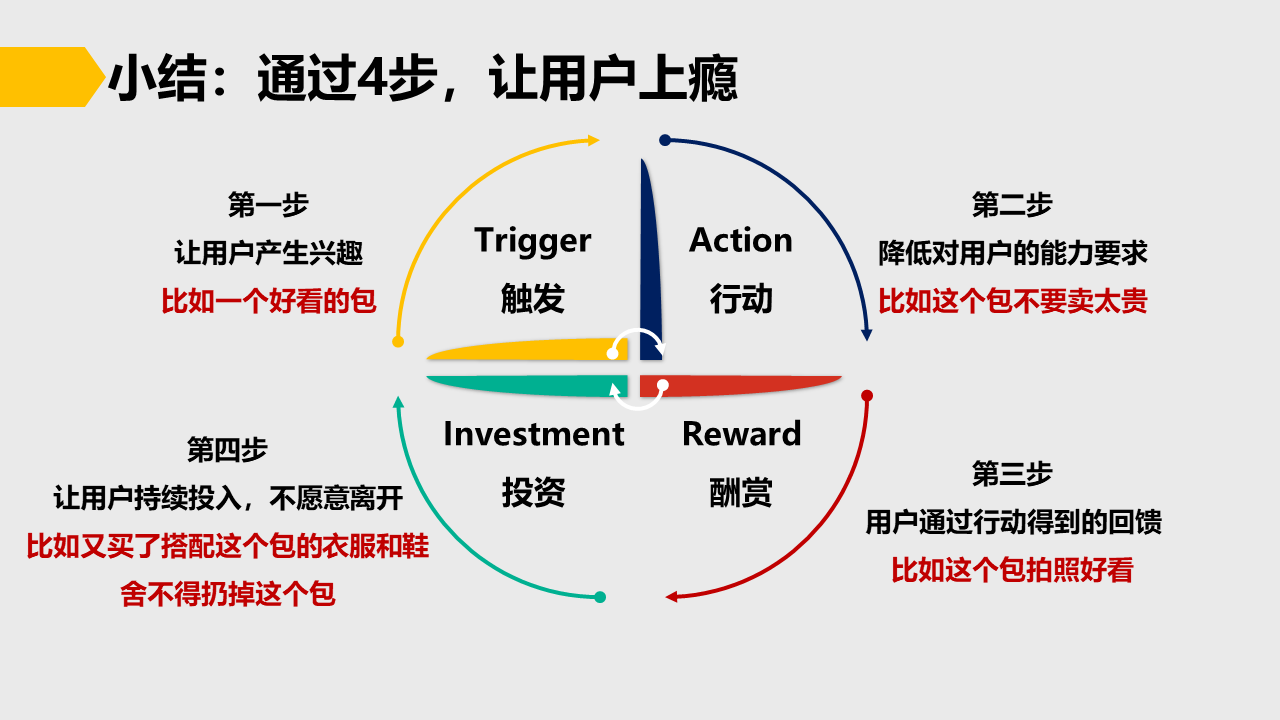 小结：通过4步，让用户上瘾
第一步
让用户产生兴趣
比如一个好看的包
Trigger
触发
Action
行动
第二步
降低对用户的能力要求
比如这个包不要卖太贵
第四步
让用户持续投入，不愿意离开
比如又买了搭配这个包的衣服和鞋
舍不得扔掉这个包
Investment
投资
Reward
酬赏
第三步
用户通过行动得到的回馈
比如这个包拍照好看